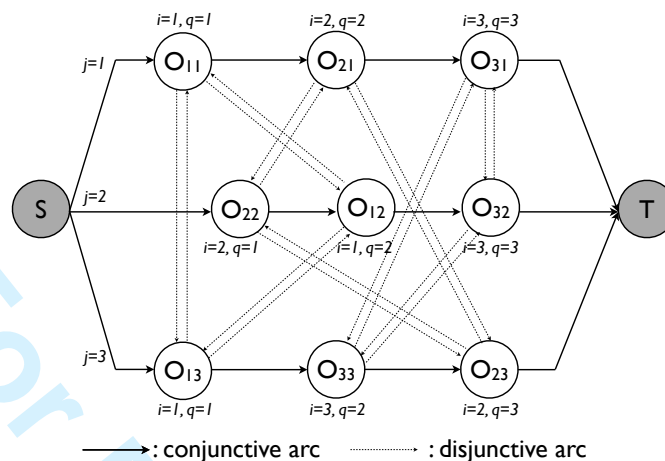 i=1, q=1
i=2, q=2
i=3, q=3
j=1
O11
O21
O31
S
j=2
O22
O12
O32
T
i=2, q=1
i=1, q=2
i=3, q=3
j=3
O13
O33
O23
i=1, q=1
i=3, q=2
i=2, q=3
: conjunctive arc
: disjunctive arc
For